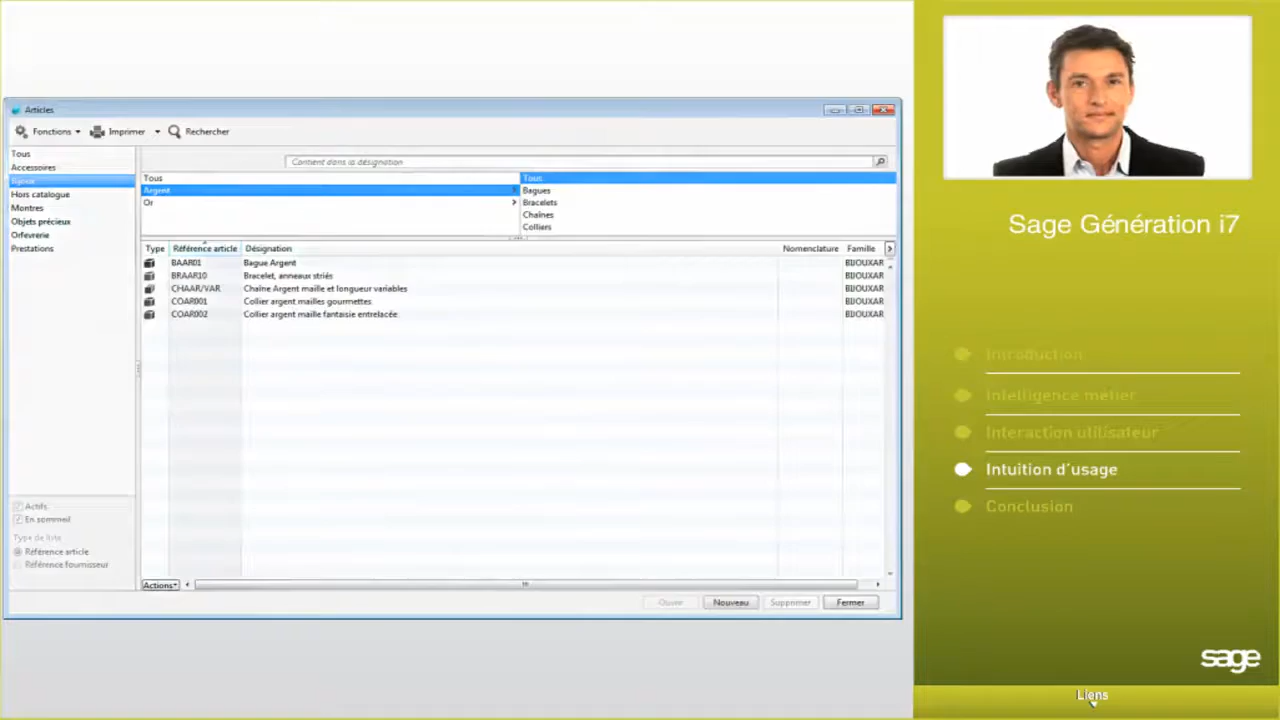 Articles
Fonctions
Imprimer
Rechercher
Tous
Accessoires
Bijoux
Hors catalogue
Montres
Objets précieux
Orfevrerie
Prestations
Actifs
En sommeil
Type de liste
Référence article
Référence fournisseur
Contient dans la désignation
Tous
Argent
Or
Tous
Bagues
Bracelets
Chaînes
Colliers
Type Référence article Désignation Nomenclature Famille
BAAR01 Bague Argent BIJOUXAR
BRAAR10 Bracelet, anneaux striés BIJOUXAR
CHAAR/VAR Chaîne Argent maille et longueur variables BIJOUXAR
COAR001 Collier argent mailles gourmettes BIJOUXAR
COAR002 Collier argent maille fantaisie entrelacée BIJOUXAR
Actions
Ouvrir Nouveau Supprimer Fermer
Sage Génération i7
Introduction
Intelligence métier
Interaction utilisateur
Intuition d'usage
Conclusion
sage
Liens